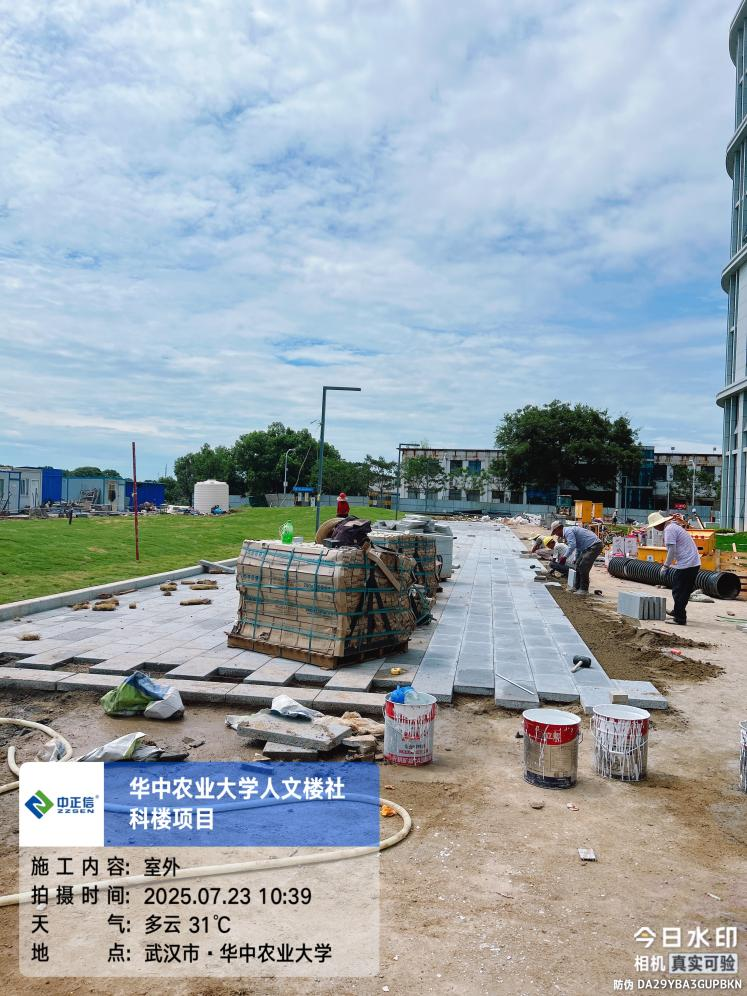 中正信
ZZSEN
华中农业大学人文楼社
科楼项目
施工内容: 室外
拍摄时间: 2025.07.23 10:39
天气: 多云 31℃
地点: 武汉市·华中农业大学
今日水印
相机 真实可验
防伪 DA29YBA3GUPBKN